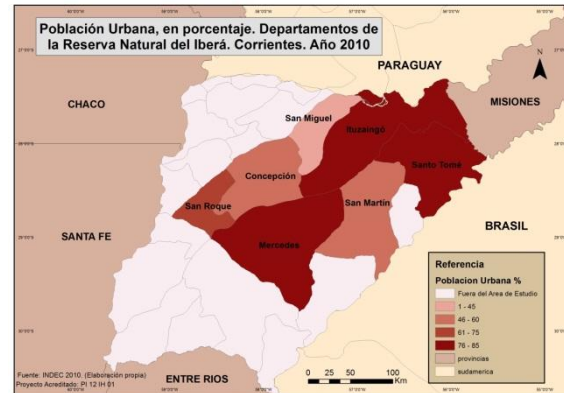 Población Urbana, en porcentaje. Departamentos de
la Reserva Natural del Iberá. Corrientes. Año 2010
PARAGUAY
N
CHACO
MISIONES
San Miguel
Ituzaingó
Santo Tomé
Concepción
San Roque
San Martín
SANTA FE
BRASIL
Mercedes
Referencia
Poblacion Urbana %
Fuera del Area de Estudio
1 - 45
46 - 60
61 - 75
76 - 85
provincias
sudamerica
Fuente: INDEC 2010. (Elaboración propia)
Proyecto Acreditado: PI 12 IH 01
ENTRE RIOS
0 25 50 100
Km